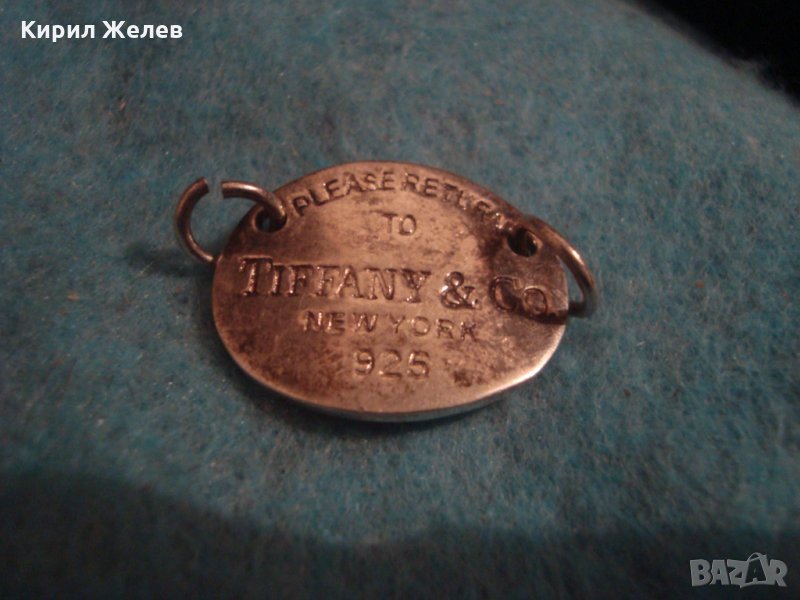 Кирил Желев
PLEASE RETURN
TO
TIFFANY & CO.
NEW YORK
925
BAZAR